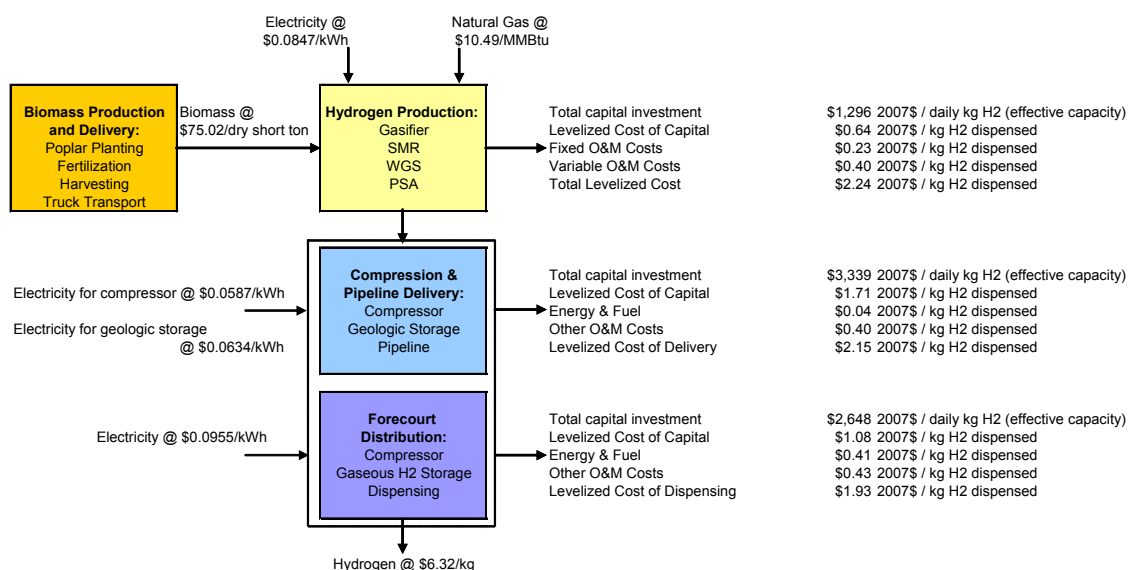 Electricity @
$0.0847/kWh
Natural Gas @
$10.49/MMBtu
Biomass Production
and Delivery:
Poplar Planting
Fertilization
Harvesting
Truck Transport
Biomass @
$75.02/dry short ton
Hydrogen Production:
Gasifier
SMR
WGS
PSA
Total capital investment $1,296 2007$ / daily kg H2 (effective capacity)
Levelized Cost of Capital $0.64 2007$ / kg H2 dispensed
Fixed O&M Costs $0.23 2007$ / kg H2 dispensed
Variable O&M Costs $0.40 2007$ / kg H2 dispensed
Total Levelized Cost $2.24 2007$ / kg H2 dispensed
Electricity for compressor @ $0.0587/kWh
Electricity for geologic storage
@ $0.0634/kWh
Compression &
Pipeline Delivery:
Compressor
Geologic Storage
Pipeline
Total capital investment $3,339 2007$ / daily kg H2 (effective capacity)
Levelized Cost of Capital $1.71 2007$ / kg H2 dispensed
Energy & Fuel $0.04 2007$ / kg H2 dispensed
Other O&M Costs $0.40 2007$ / kg H2 dispensed
Levelized Cost of Delivery $2.15 2007$ / kg H2 dispensed
Electricity @ $0.0955/kWh
Forecourt
Distribution:
Compressor
Gaseous H2 Storage
Dispensing
Total capital investment $2,648 2007$ / daily kg H2 (effective capacity)
Levelized Cost of Capital $1.08 2007$ / kg H2 dispensed
Energy & Fuel $0.41 2007$ / kg H2 dispensed
Other O&M Costs $0.43 2007$ / kg H2 dispensed
Levelized Cost of Dispensing $1.93 2007$ / kg H2 dispensed
Hydrogen @ $6.32/kg